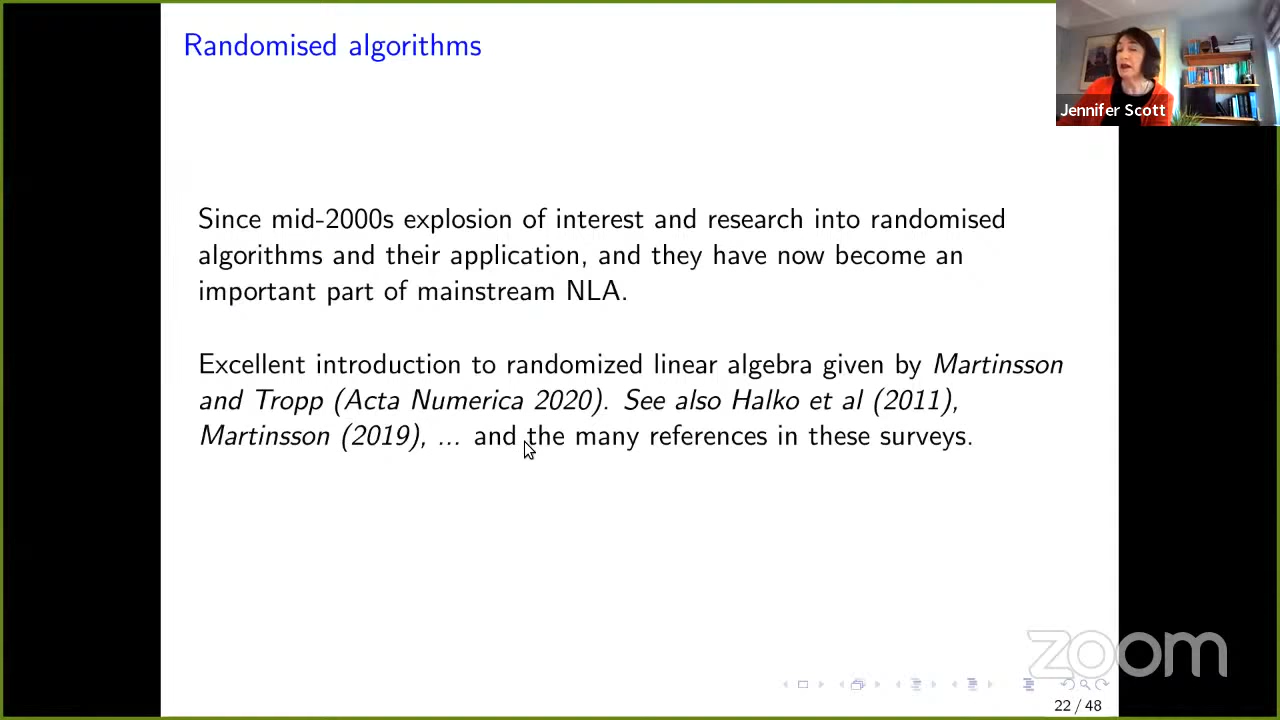 Randomised algorithms
Jennifer Scott
Since mid-2000s explosion of interest and research into randomised
algorithms and their application, and they have now become an
important part of mainstream NLA.
Excellent introduction to randomized linear algebra given by Martinsson
and Tropp (Acta Numerica 2020). See also Halko et al (2011),
Martinsson (2019), ... and the many references in these surveys.
zoom
22 / 48